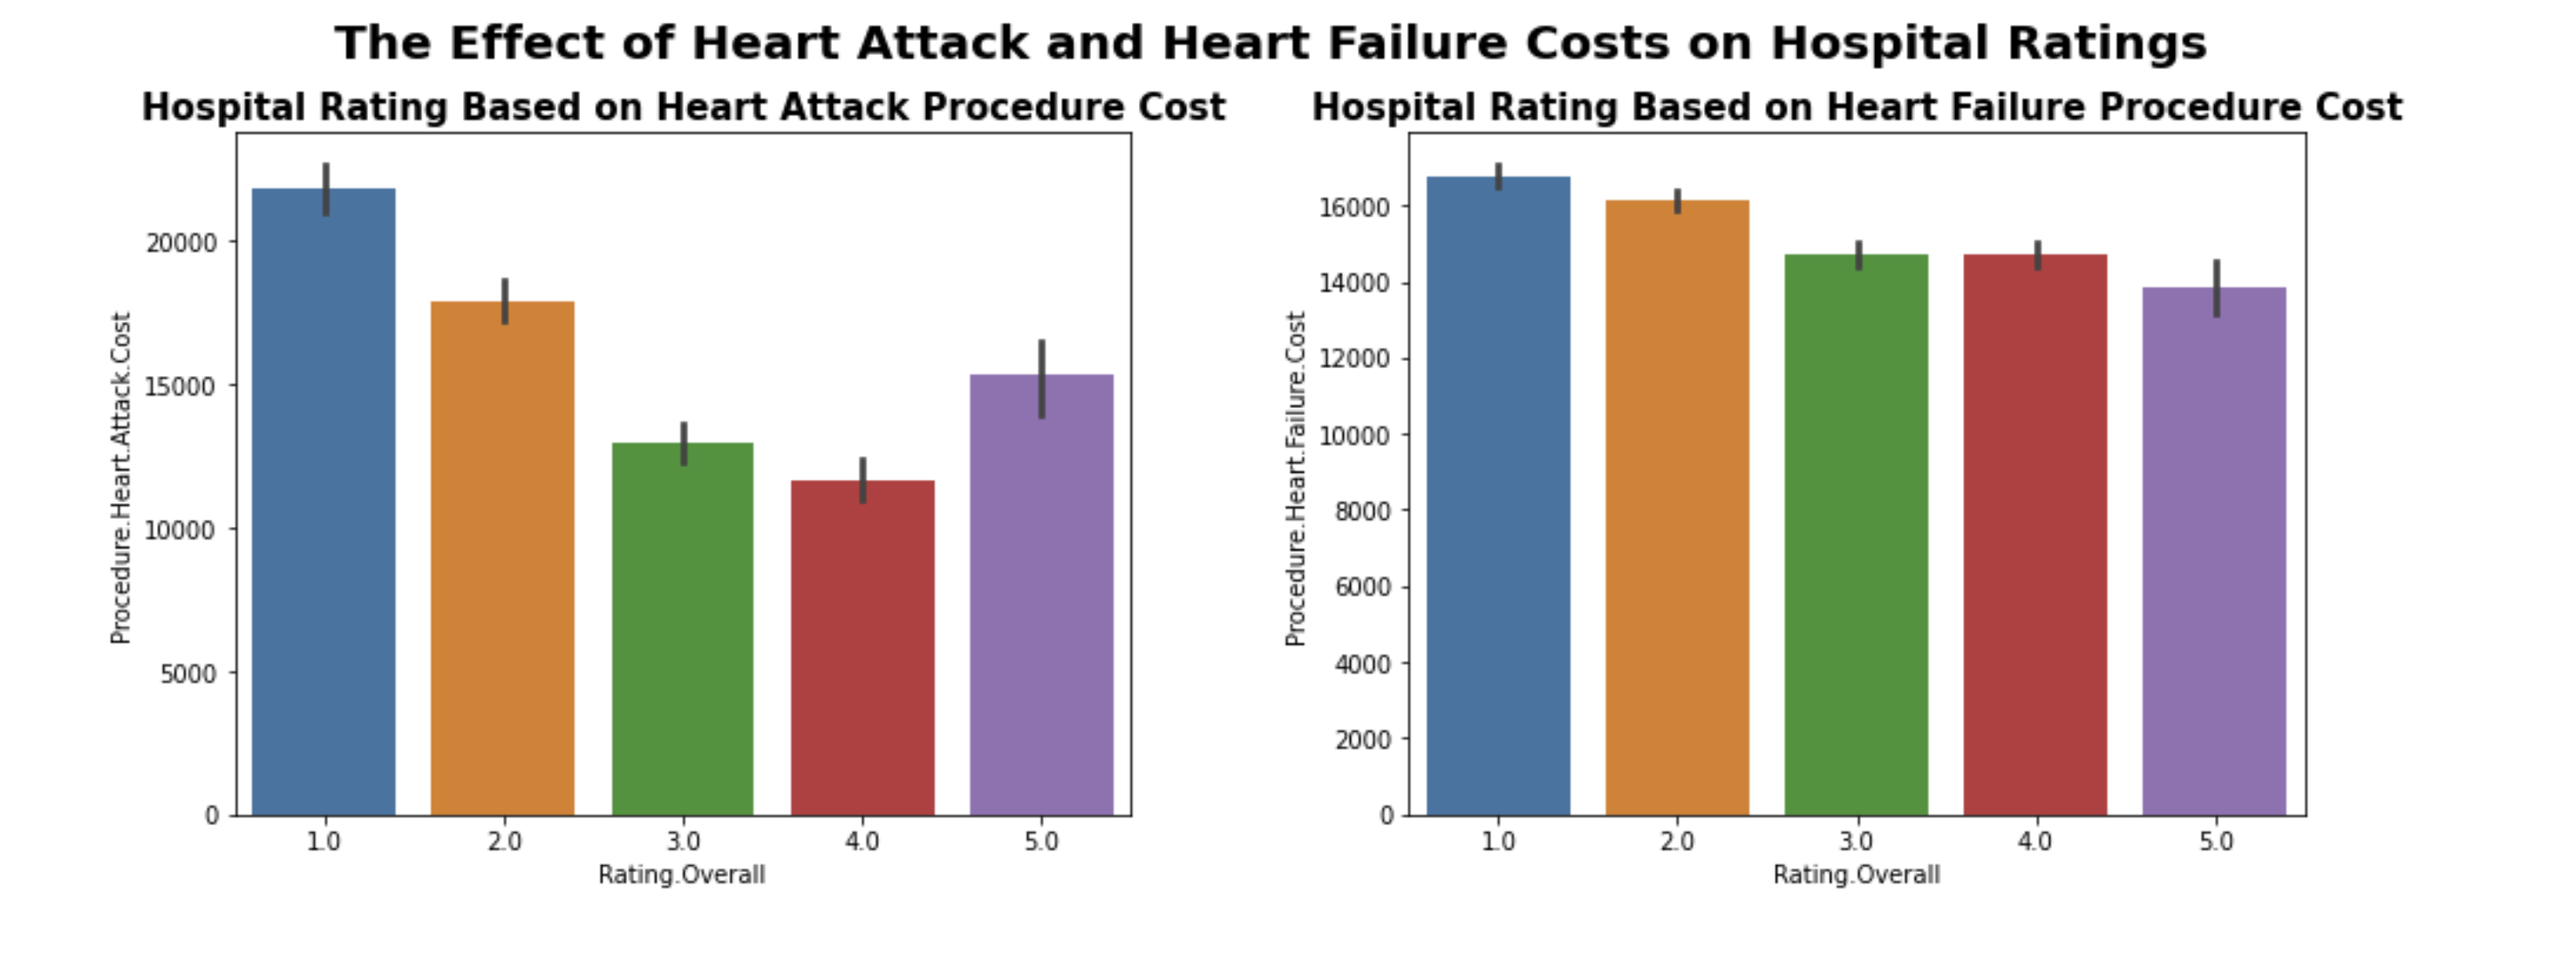 The Effect of Heart Attack and Heart Failure Costs on Hospital Ratings
Hospital Rating Based on Heart Attack Procedure Cost
Procedure.Heart.Attack.Cost
20000
15000
10000
5000
0
1.0 2.0 3.0 4.0 5.0
Rating.Overall
Hospital Rating Based on Heart Failure Procedure Cost
Procedure.Heart.Failure.Cost
16000
14000
12000
10000
8000
6000
4000
2000
0
1.0 2.0 3.0 4.0 5.0
Rating.Overall